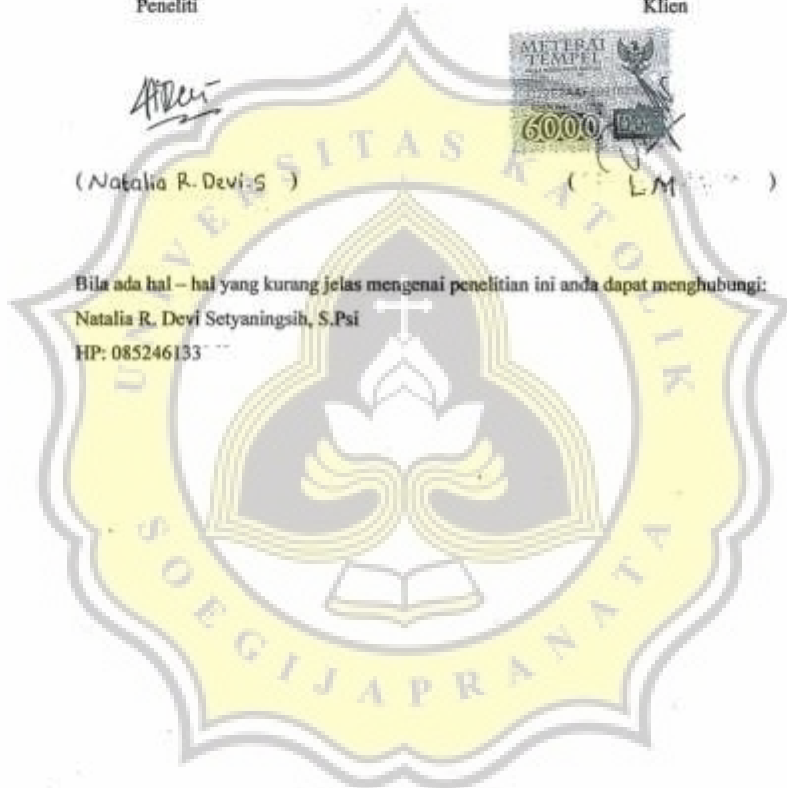 Peneliti Klien
METERAI
TEMPEL
6000
(Natalia R. Devi.S ) ( L.M )
Bila ada hal – hal yang kurang jelas mengenai penelitian ini anda dapat menghubungi:
Natalia R. Devi Setyaningsih, S.Psi
HP: 085246133
UNIVERSITAS KATOLIK
SOEGIJAPRANATA